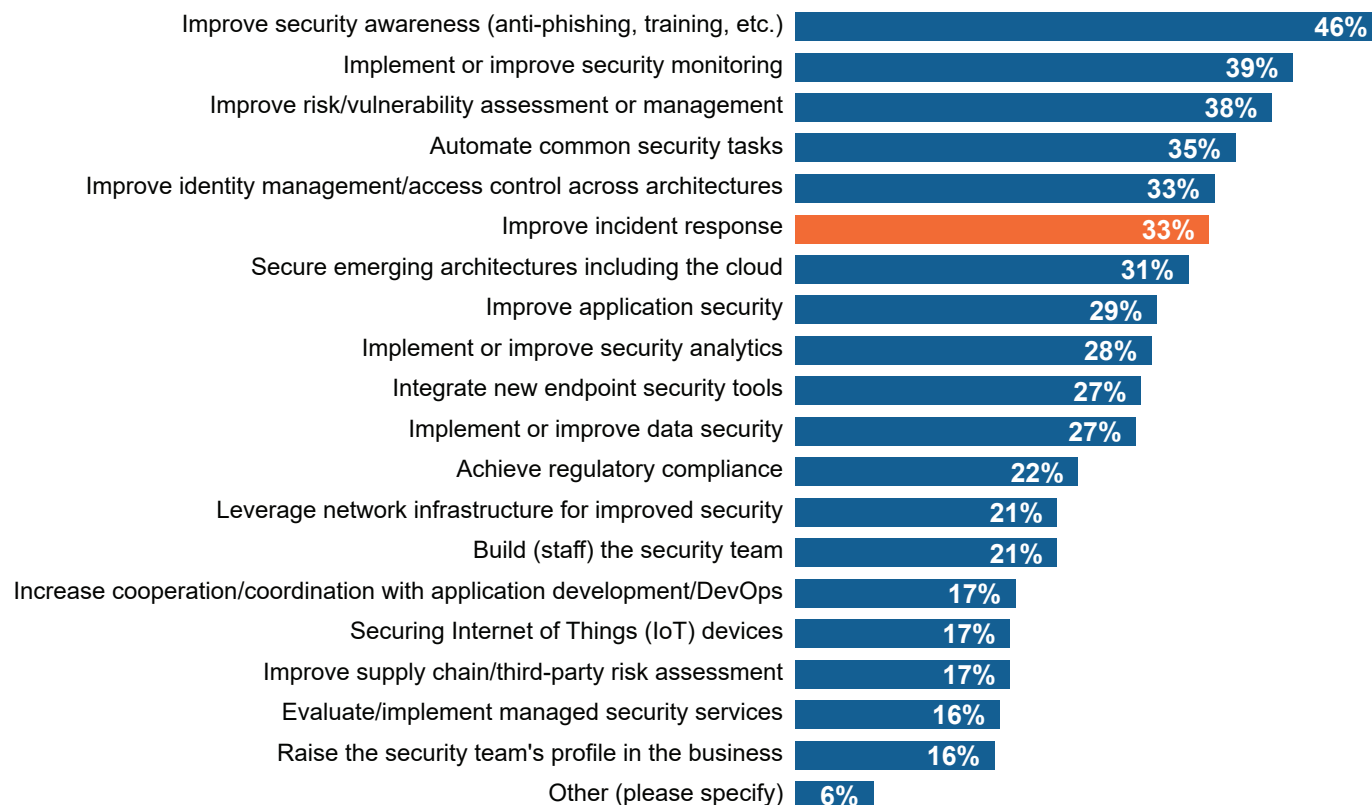 Improve security awareness (anti-phishing, training, etc.) 46%
Implement or improve security monitoring 39%
Improve risk/vulnerability assessment or management 38%
Automate common security tasks 35%
Improve identity management/access control across architectures 33%
Improve incident response 33%
Secure emerging architectures including the cloud 31%
Improve application security 29%
Implement or improve security analytics 28%
Integrate new endpoint security tools 27%
Implement or improve data security 27%
Achieve regulatory compliance 22%
Leverage network infrastructure for improved security 21%
Build (staff) the security team 21%
Increase cooperation/coordination with application development/DevOps 17%
Securing Internet of Things (IoT) devices 17%
Improve supply chain/third-party risk assessment 17%
Evaluate/implement managed security services 16%
Raise the security team's profile in the business 16%
Other (please specify) 6%